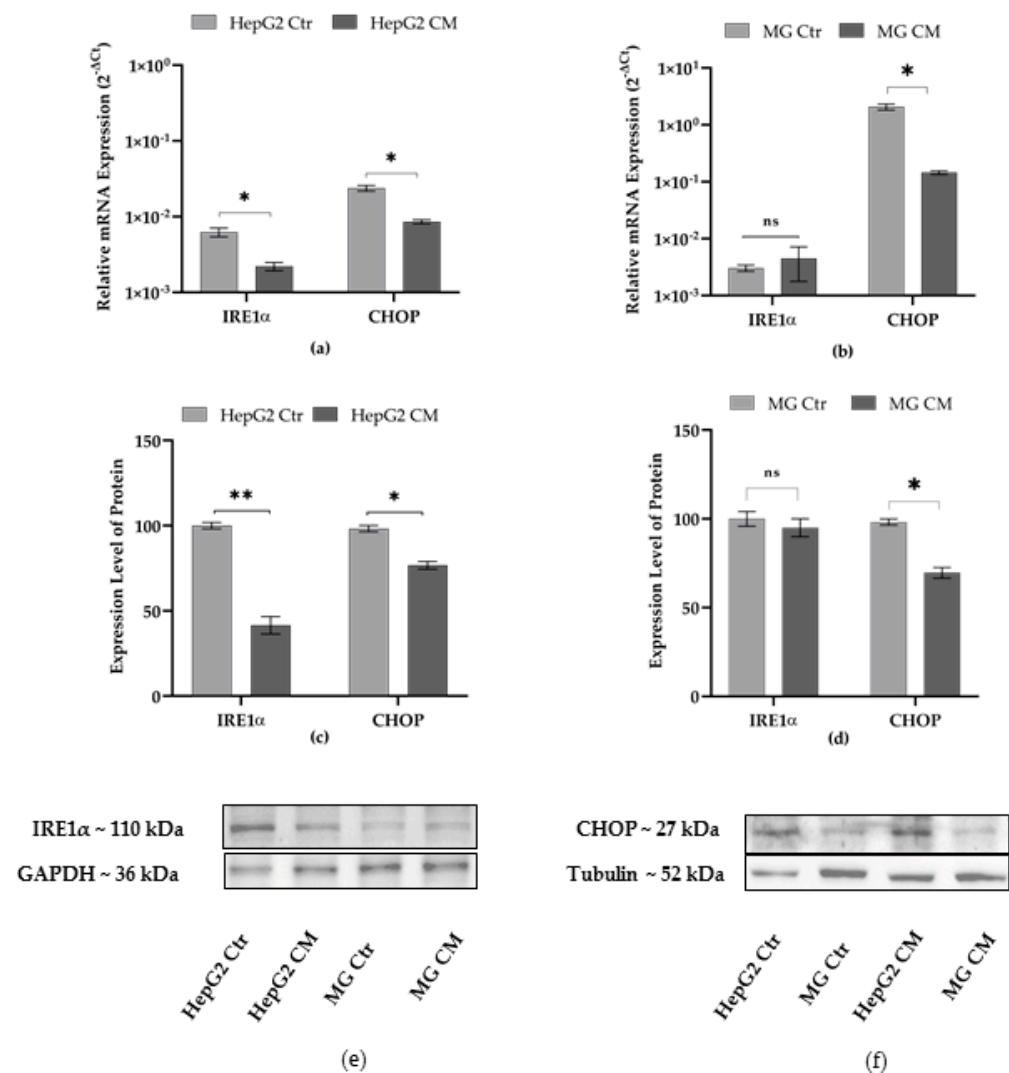 HepG2 Ctr HepG2 CM
Relative mRNA Expression (2^-ΔCt)
1×10⁰
1×10⁻¹
1×10⁻²
1×10⁻³
*
*
IRE1α CHOP
(a)
MG Ctr MG CM
Relative mRNA Expression (2^-ΔCt)
1×10¹
1×10⁰
1×10⁻¹
1×10⁻²
1×10⁻³
ns
*
IRE1α CHOP
(b)
HepG2 Ctr HepG2 CM
Expression Level of Protein
150
100
50
0
**
*
IRE1α CHOP
(c)
MG Ctr MG CM
Expression Level of Protein
150
100
50
0
ns
*
IRE1α CHOP
(d)
IRE1α ~ 110 kDa
GAPDH ~ 36 kDa
HepG2 Ctr
HepG2 CM
MG Ctr
MG CM
(e)
CHOP ~ 27 kDa
Tubulin ~ 52 kDa
HepG2 Ctr
MG Ctr
HepG2 CM
MG CM
(f)